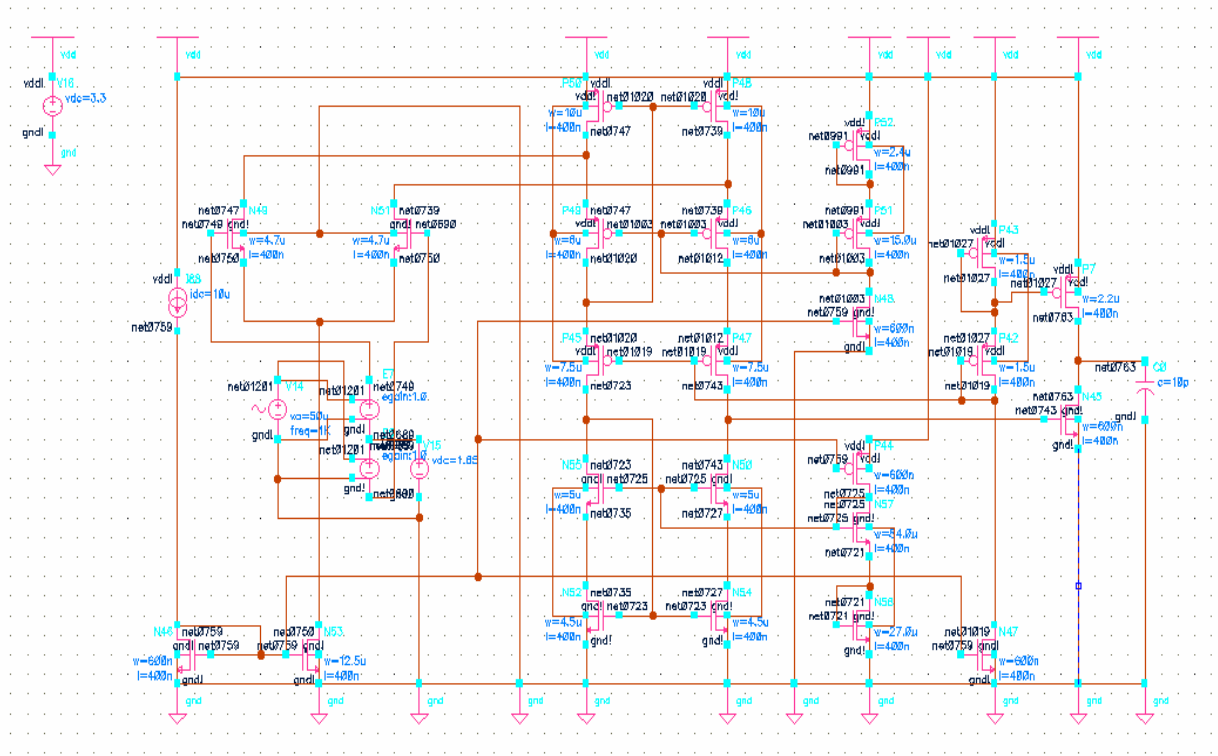 vdd
vdd
vdd
vdd
vdd
vdd
vdd
vdd
vdd!
V16
vdc=3.3
gnd!
gnd
P50
vdd!
net01020
vdd!
w=10u
l=400n
net0747
P48
vdd!
net01020
vdd!
w=10u
l=400n
net0739
P52
vdd!
net0991
vdd!
w=2.4u
l=400n
net0991
net0747
N49
net0749
gnd!
w=4.7u
l=400n
net0750
N51
net0739
gnd!
net0690
w=4.7u
l=400n
net0750
P49
net0747
vdd!
net01003
w=6u
l=400n
net01020
P46
net0739
net01003
vdd!
w=6u
l=400n
net01012
net0991
P51
net01003
vdd!
w=15.0u
l=400n
net01003
P43
vdd!
net01027
vdd!
w=1.5u
l=400n
net01027
P7
vdd!
net01027
vdd!
w=2.2u
l=400n
net0763
vdd!
idc=10u
net0759
net01003
N48
net0759
gnd!
w=600n
l=400n
gnd!
P45
net01020
vdd!
net01019
w=7.5u
l=400n
net0723
P47
net01012
net01019
vdd!
w=7.5u
l=400n
net0743
P42
net01027
net01019
vdd!
w=1.5u
l=400n
net01019
net0763
C0
c=10p
gnd!
net01201
V14
va=50u
freq=1K
gnd!
E7
net0749
net01201
egain:1.0
gnd!
net01201
egain:1.0
gnd!
V15
vdc=1.65
net0763
N45
net0743
gnd!
w=600n
l=400n
gnd!
N55
net0723
gnd!
net0725
w=5u
l=400n
net0735
N50
net0743
net0725
gnd!
w=5u
l=400n
net0727
P44
vdd!
net0759
vdd!
w=600n
l=400n
net0725
N57
net0725
net0725
gnd!
w=54.0u
l=400n
net0721
N52
net0735
gnd!
net0723
w=4.5u
l=400n
gnd!
N54
net0727
net0723
gnd!
w=4.5u
l=400n
gnd!
N56
net0721
net0721
gnd!
w=27.0u
l=400n
gnd!
N46
net0759
gnd!
net0759
w=600n
l=400n
gnd!
N53
net0750
net0759
gnd!
w=12.5u
l=400n
gnd!
net01019
N47
net0759
gnd!
w=600n
l=400n
gnd!
gnd
gnd
gnd
gnd
gnd
gnd
gnd
gnd
gnd
gnd
gnd